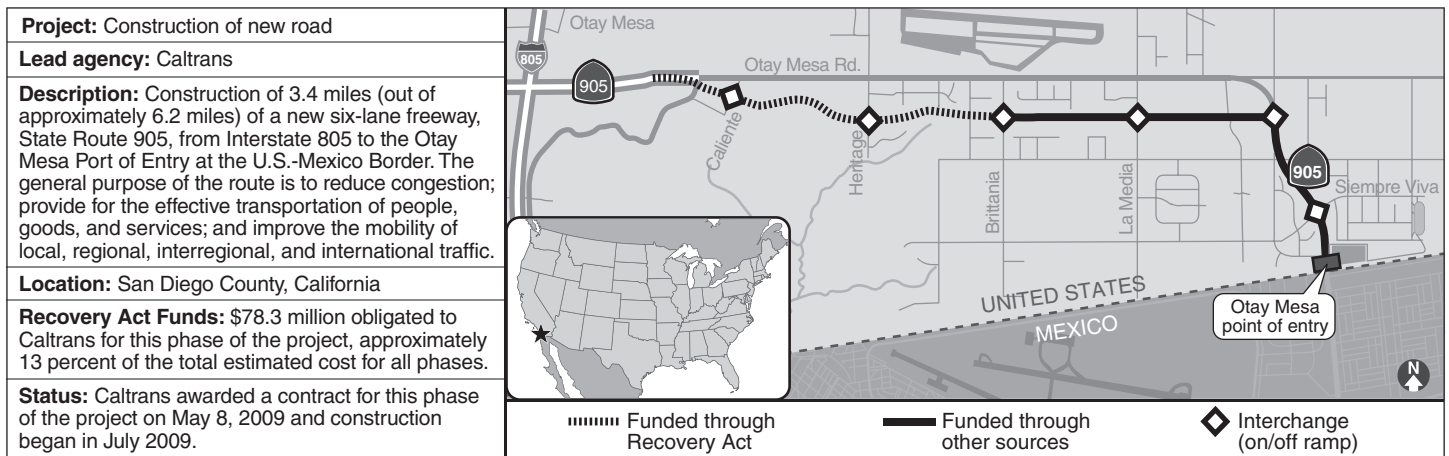 Project: Construction of new road
Lead agency: Caltrans
Description: Construction of 3.4 miles (out of
approximately 6.2 miles) of a new six-lane freeway,
State Route 905, from Interstate 805 to the Otay
Mesa Port of Entry at the U.S.-Mexico Border. The
general purpose of the route is to reduce congestion;
provide for the effective transportation of people,
goods, and services; and improve the mobility of
local, regional, interregional, and international traffic.
Location: San Diego County, California
Recovery Act Funds: $78.3 million obligated to
Caltrans for this phase of the project, approximately
13 percent of the total estimated cost for all phases.
Status: Caltrans awarded a contract for this phase
of the project on May 8, 2009 and construction
began in July 2009.
Otay Mesa
805
905
Otay Mesa Rd.
Caliente
Heritage
Brittania
La Media
905
Siempre Viva
UNITED STATES
MEXICO
Otay Mesa
point of entry
N
Funded through
Recovery Act
Funded through
other sources
Interchange
(on/off ramp)